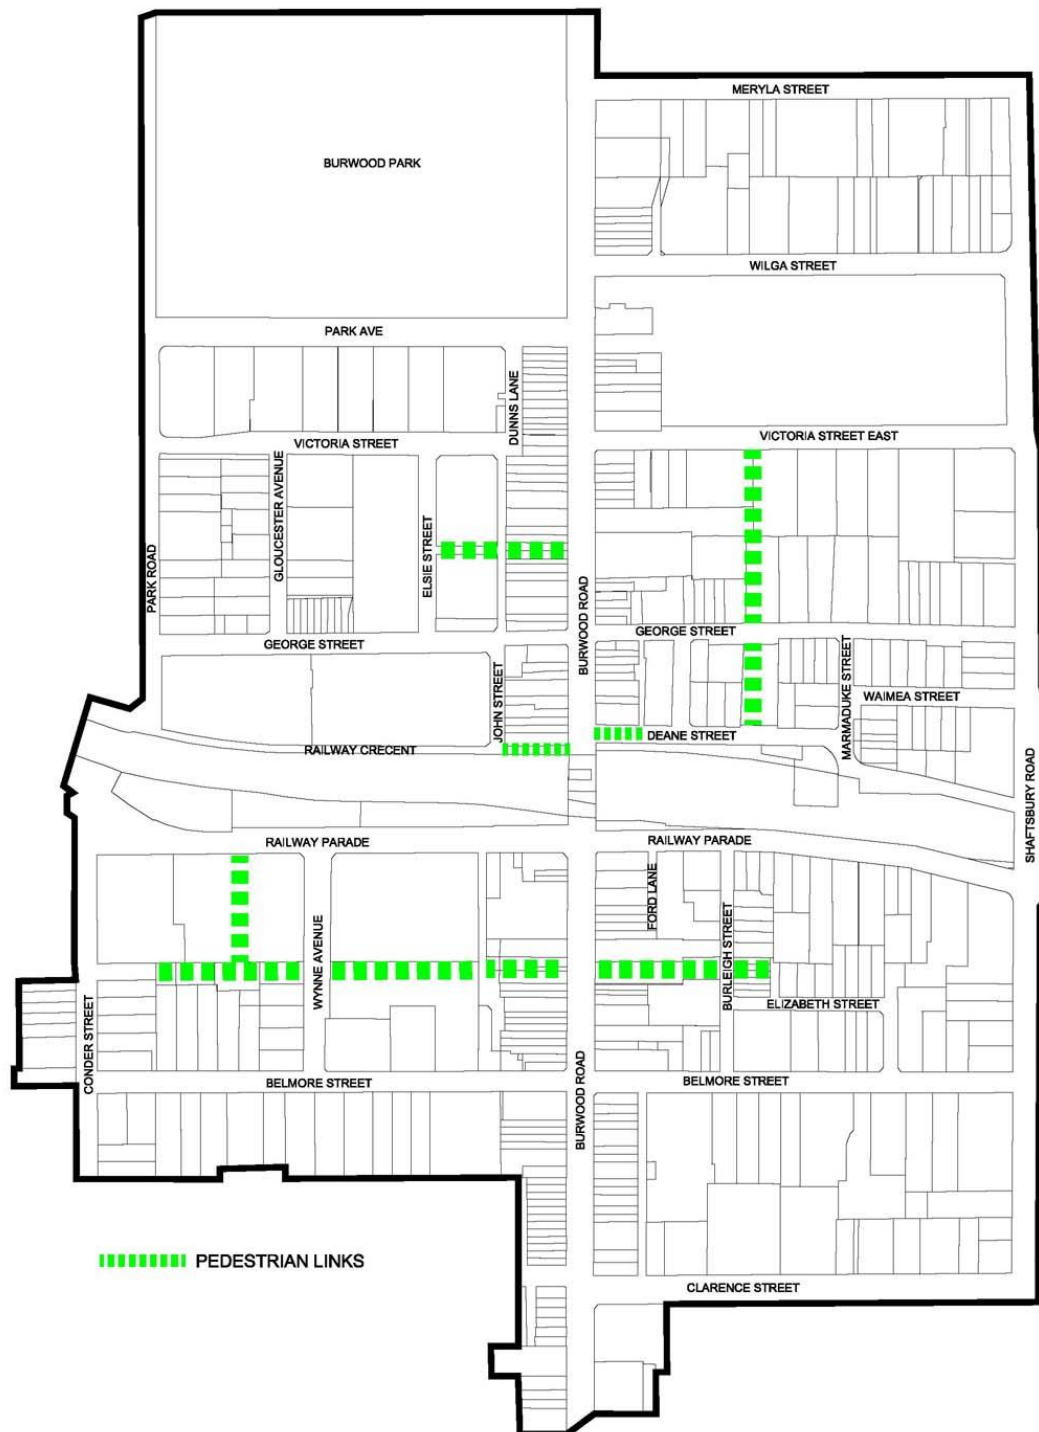 MERYLA STREET
BURWOOD PARK
WILGA STREET
PARK AVE
DUNNS LANE
VICTORIA STREET
VICTORIA STREET EAST
GLOUCESTER AVENUE
ELSIE STREET
PARK ROAD
BURWOOD ROAD
GEORGE STREET
GEORGE STREET
JOHN STREET
MARMADUKE STREET
WAIMEA STREET
DEANE STREET
RAILWAY CRECENT
SHAFTSBURY ROAD
RAILWAY PARADE
RAILWAY PARADE
FORD LANE
WYNNE AVENUE
BURLEIGH STREET
ELIZABETH STREET
CONDER STREET
BELMORE STREET
BELMORE STREET
BURWOOD ROAD
PEDESTRIAN LINKS
CLARENCE STREET